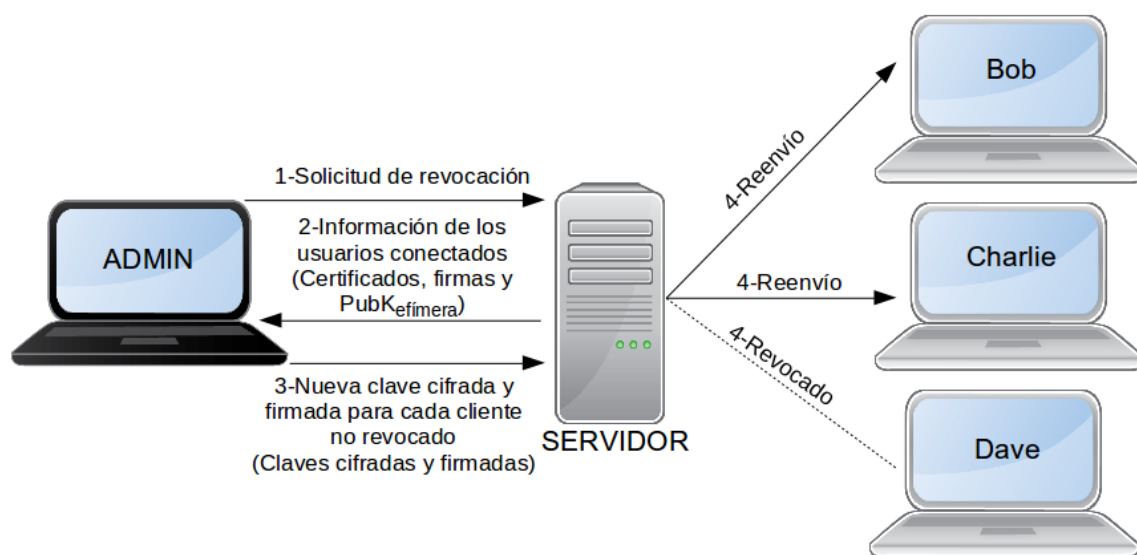 1-Solicitud de revocación
ADMIN
2-Información de los
usuarios conectados
(Certificados, firmas y
PubKefímera)
3-Nueva clave cifrada y
firmada para cada cliente
no revocado
(Claves cifradas y firmadas)
SERVIDOR
4-Reenvío
Bob
4-Reenvío
Charlie
4-Revocado
Dave